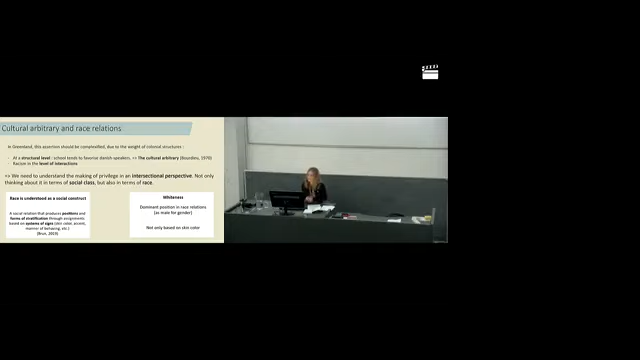 Cultural arbitrary and race relations
In Greenland, this assertion should be complexified, due to the weight of colonial structures :
- At a structural level : school tends to favorise danish speakers. => The cultural arbitrary (Bourdieu, 1970)
- Racism in the level of interactions
=> We need to understand the making of privilege in an intersectional perspective. Not only
thinking about it in terms of social class, but also in terms of race.
Race is understood as a social construct
A social relation that produces positions and
forms of stratification through assignments
based on systems of signs (skin color, accent,
manner of behaving, etc.)
(Brun, 2019)
Whiteness
Dominant position in race relations
(as male for gender)
Not only based on skin color